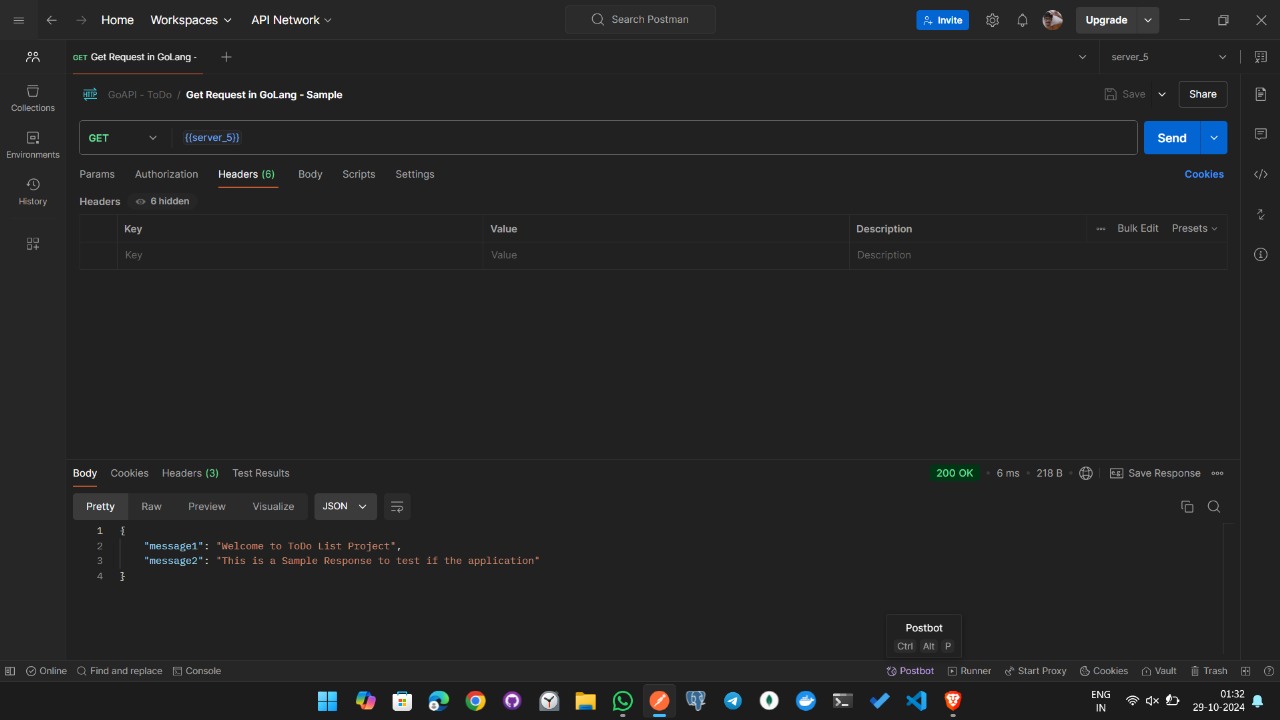 Home Workspaces API Network Search Postman Invite Upgrade
GET Get Request in GoLang - server_5
HTTP GoAPI - ToDo / Get Request in GoLang - Sample Save Share
GET {{server_5}} Send
Params Authorization Headers (6) Body Scripts Settings Cookies
Headers 6 hidden
Key Value Description Bulk Edit Presets
Key Value Description
Collections
Environments
History
Body Cookies Headers (3) Test Results 200 OK 6 ms 218 B e.g. Save Response
Pretty Raw Preview Visualize JSON
1 {
2 "message1": "Welcome to ToDo List Project",
3 "message2": "This is a Sample Response to test if the application"
4 }
Postbot
Ctrl Alt P
Online Find and replace Console Postbot Runner Start Proxy Cookies Vault Trash
ENG 01:32
IN 29-10-2024